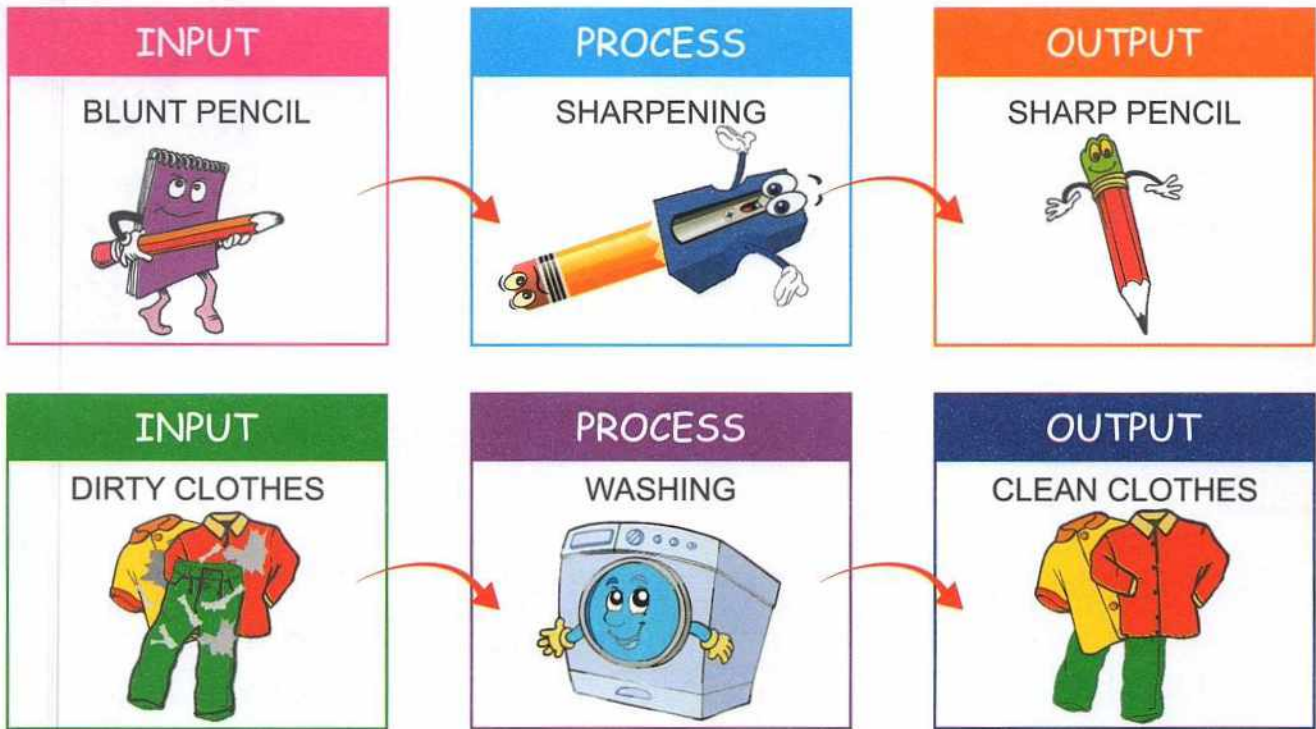 INPUT
PROCESS
OUTPUT
BLUNT PENCIL
SHARPENING
SHARP PENCIL
INPUT
PROCESS
OUTPUT
DIRTY CLOTHES
WASHING
CLEAN CLOTHES